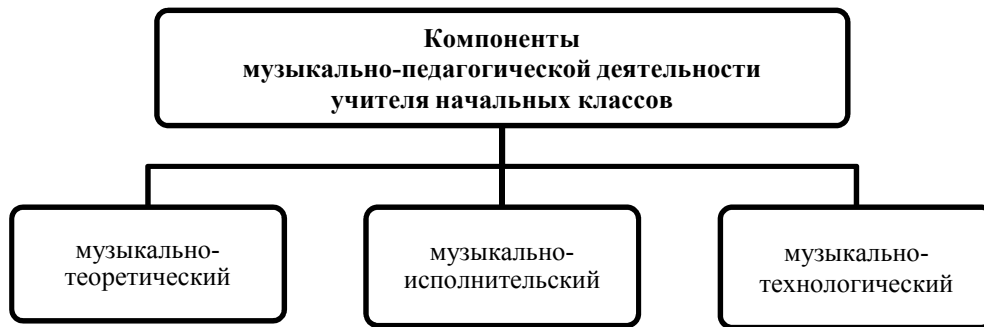 Компоненты
музыкально-педагогической деятельности
учителя начальных классов
музыкально-
теоретический
музыкально-
исполнительский
музыкально-
технологический